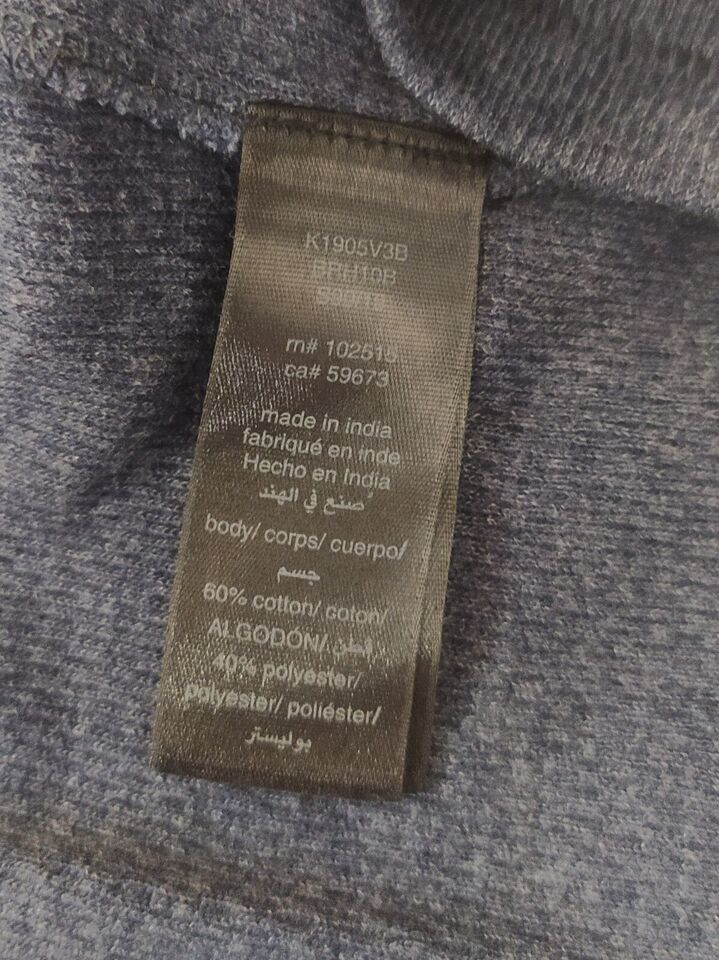 K1905V3B
rn# 102515
ca# 59673
made in india
fabriqué en inde
Hecho en India
صنع في الهند
body/ corps/ cuerpo/
جسم
60% cotton/ coton/
ALGODON/ قطن
40% polyester/
polyester/ poliéster/
بوليستر